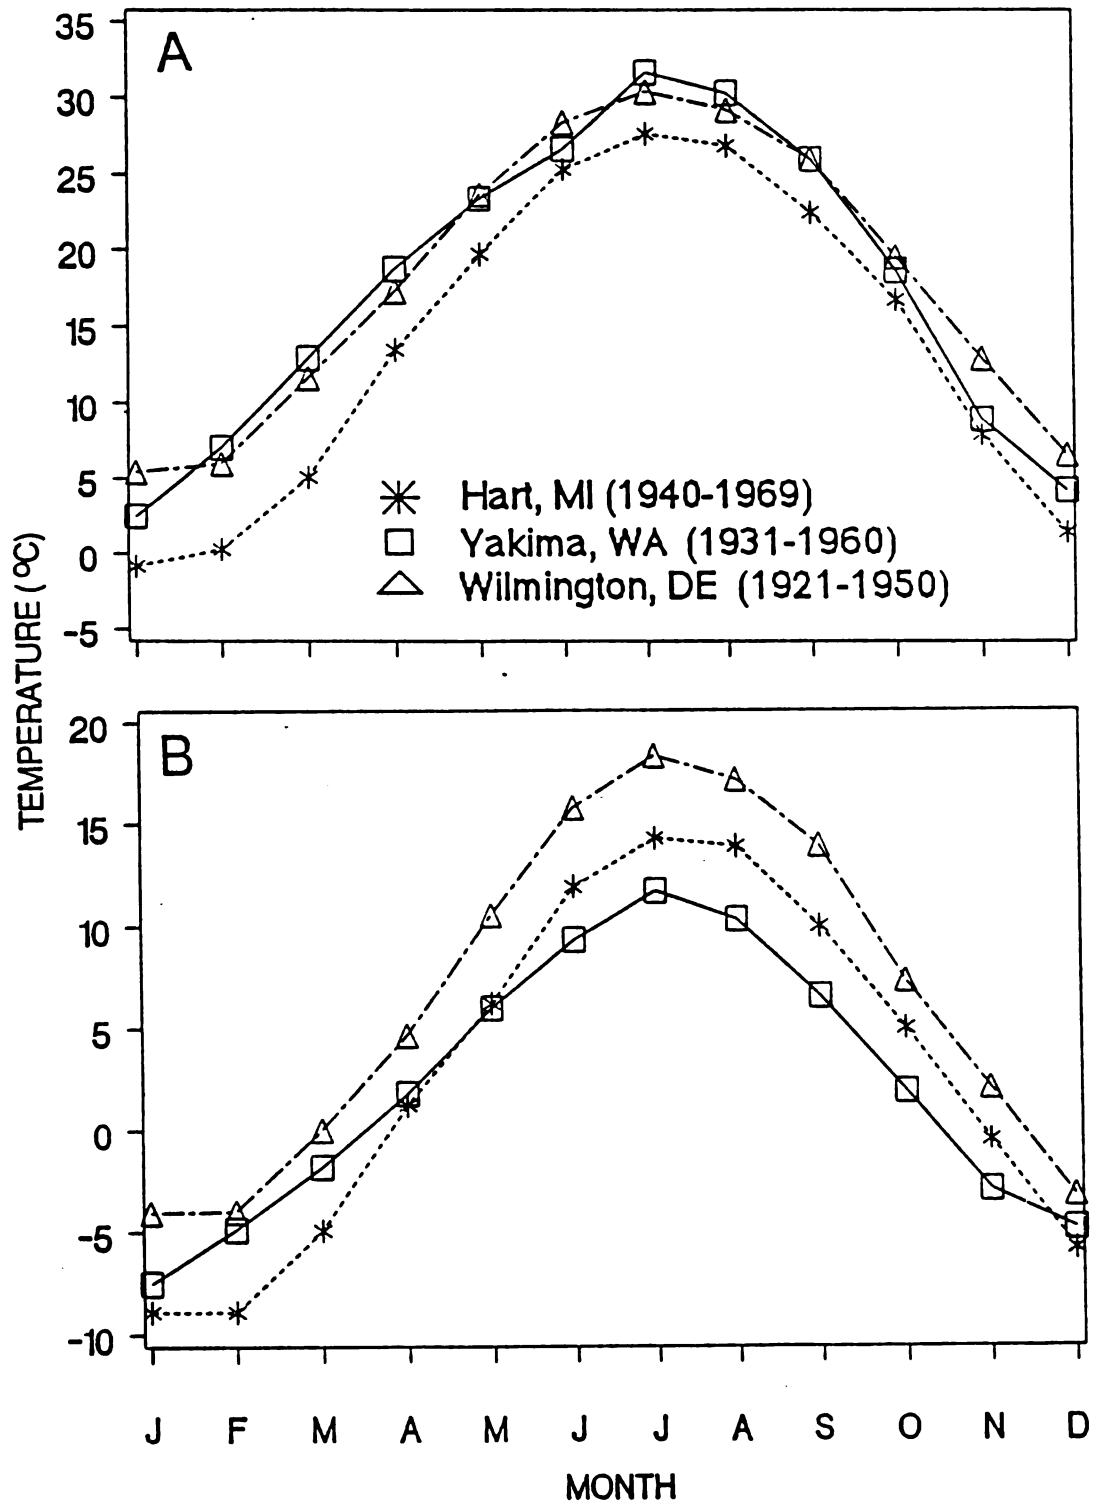 A
35
30
25
20
15
10
5
0
-5
Hart, MI (1940-1969)
Yakima, WA (1931-1960)
Wilmington, DE (1921-1950)
TEMPERATURE (°C)
B
20
15
10
5
0
-5
-10
J F M A M J J A S O N D
MONTH